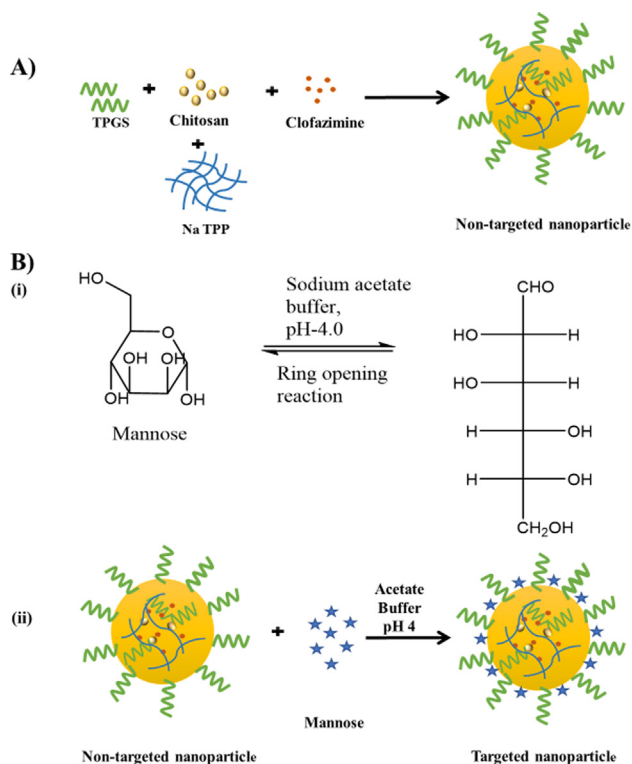 A)
TPGS
+
Chitosan
+
Clofazimine
+
Na TPP
Non-targeted nanoparticle
B)
(i)
HO
O
OH
OH
OH
OH
Mannose
Sodium acetate
buffer,
pH-4.0
Ring opening
reaction
CHO
HO H
HO H
H OH
H OH
CH₂OH
(ii)
+
Mannose
Acetate
Buffer
pH 4
Non-targeted nanoparticle
Targeted nanoparticle